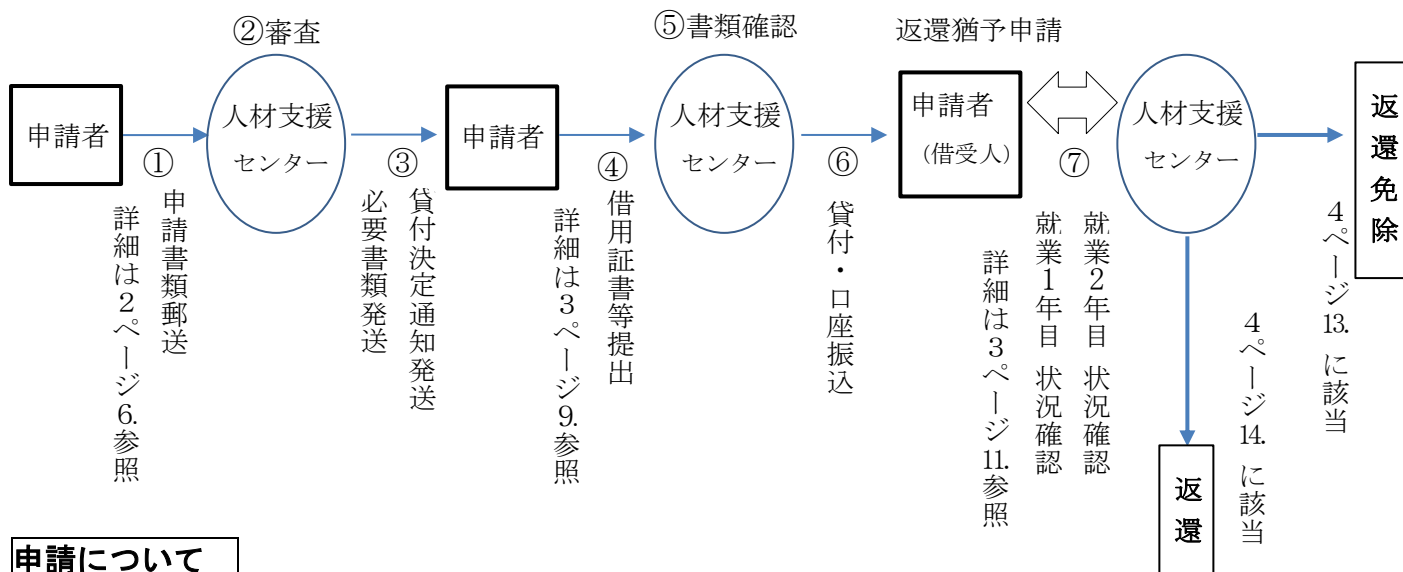 ②審査
⑤書類確認
返還猶予申請
申請者
①
申請書類郵送
詳細は2ページ6.参照
人材支援
センター
③
貸付決定通知発送
必要書類発送
申請者
④
借用証書等提出
詳細は3ページ9.参照
人材支援
センター
⑥
貸付・口座振込
申請者
(借受人)
⑦
就業2年目 状況確認
就業1年目 状況確認
詳細は3ページ11.参照
人材支援
センター
返還免除
4ページ13.に該当
4ページ14.に該当
返還
申請について